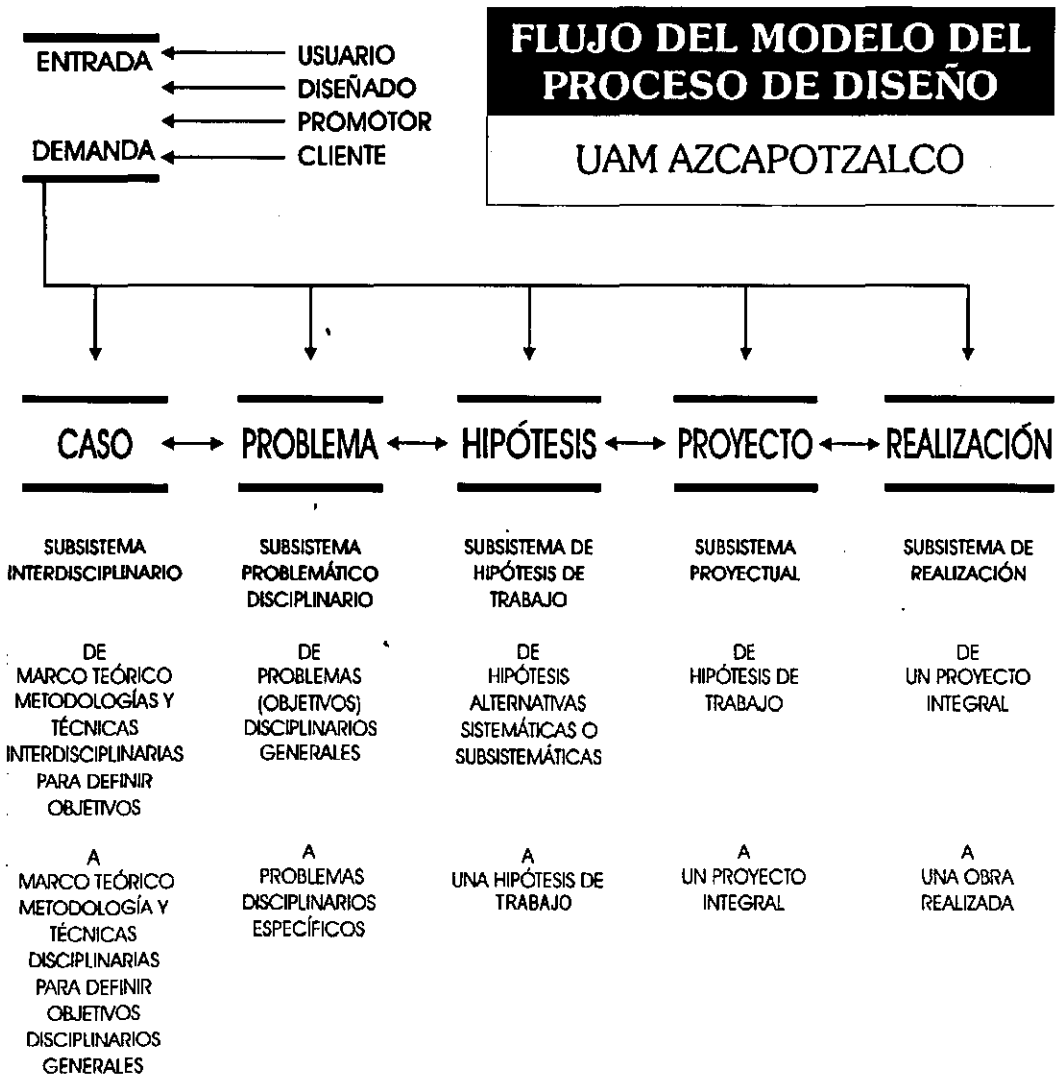 FLUJO DEL MODELO DEL
PROCESO DE DISEÑO
UAM AZCAPOTZALCO
ENTRADA
USUARIO
DISEÑADO
PROMOTOR
DEMANDA
CLIENTE
CASO
PROBLEMA
HIPÓTESIS
PROYECTO
REALIZACIÓN
SUBSISTEMA
INTERDISCIPLINARIO
DE
MARCO TEÓRICO
METODOLOGÍAS Y
TÉCNICAS
INTERDISCIPLINARIAS
PARA DEFINIR
OBJETIVOS
A
MARCO TEÓRICO
METODOLOGÍA Y
TÉCNICAS
DISCIPLINARIAS
PARA DEFINIR
OBJETIVOS
DISCIPLINARIOS
GENERALES
SUBSISTEMA
PROBLEMÁTICO
DISCIPLINARIO
DE
PROBLEMAS
(OBJETIVOS)
DISCIPLINARIOS
GENERALES
A
PROBLEMAS
DISCIPLINARIOS
ESPECÍFICOS
SUBSISTEMA DE
HIPÓTESIS DE
TRABAJO
DE
HIPÓTESIS
ALTERNATIVAS
SISTEMÁTICAS O
SUBSISTEMÁTICAS
A
UNA HIPÓTESIS DE
TRABAJO
SUBSISTEMA
PROYECTUAL
DE
HIPÓTESIS DE
TRABAJO
A
UN PROYECTO
INTEGRAL
SUBSISTEMA DE
REALIZACIÓN
DE
UN PROYECTO
INTEGRAL
A
UNA OBRA
REALIZADA